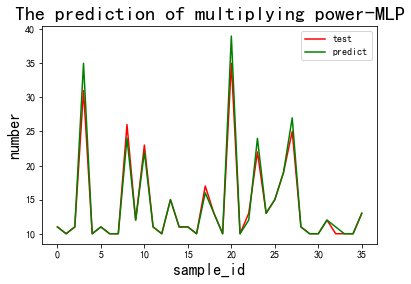 The prediction of multiplying power-MLP
test
predict
number
40
35
30
25
20
15
10
0 5 10 15 20 25 30 35
sample_id